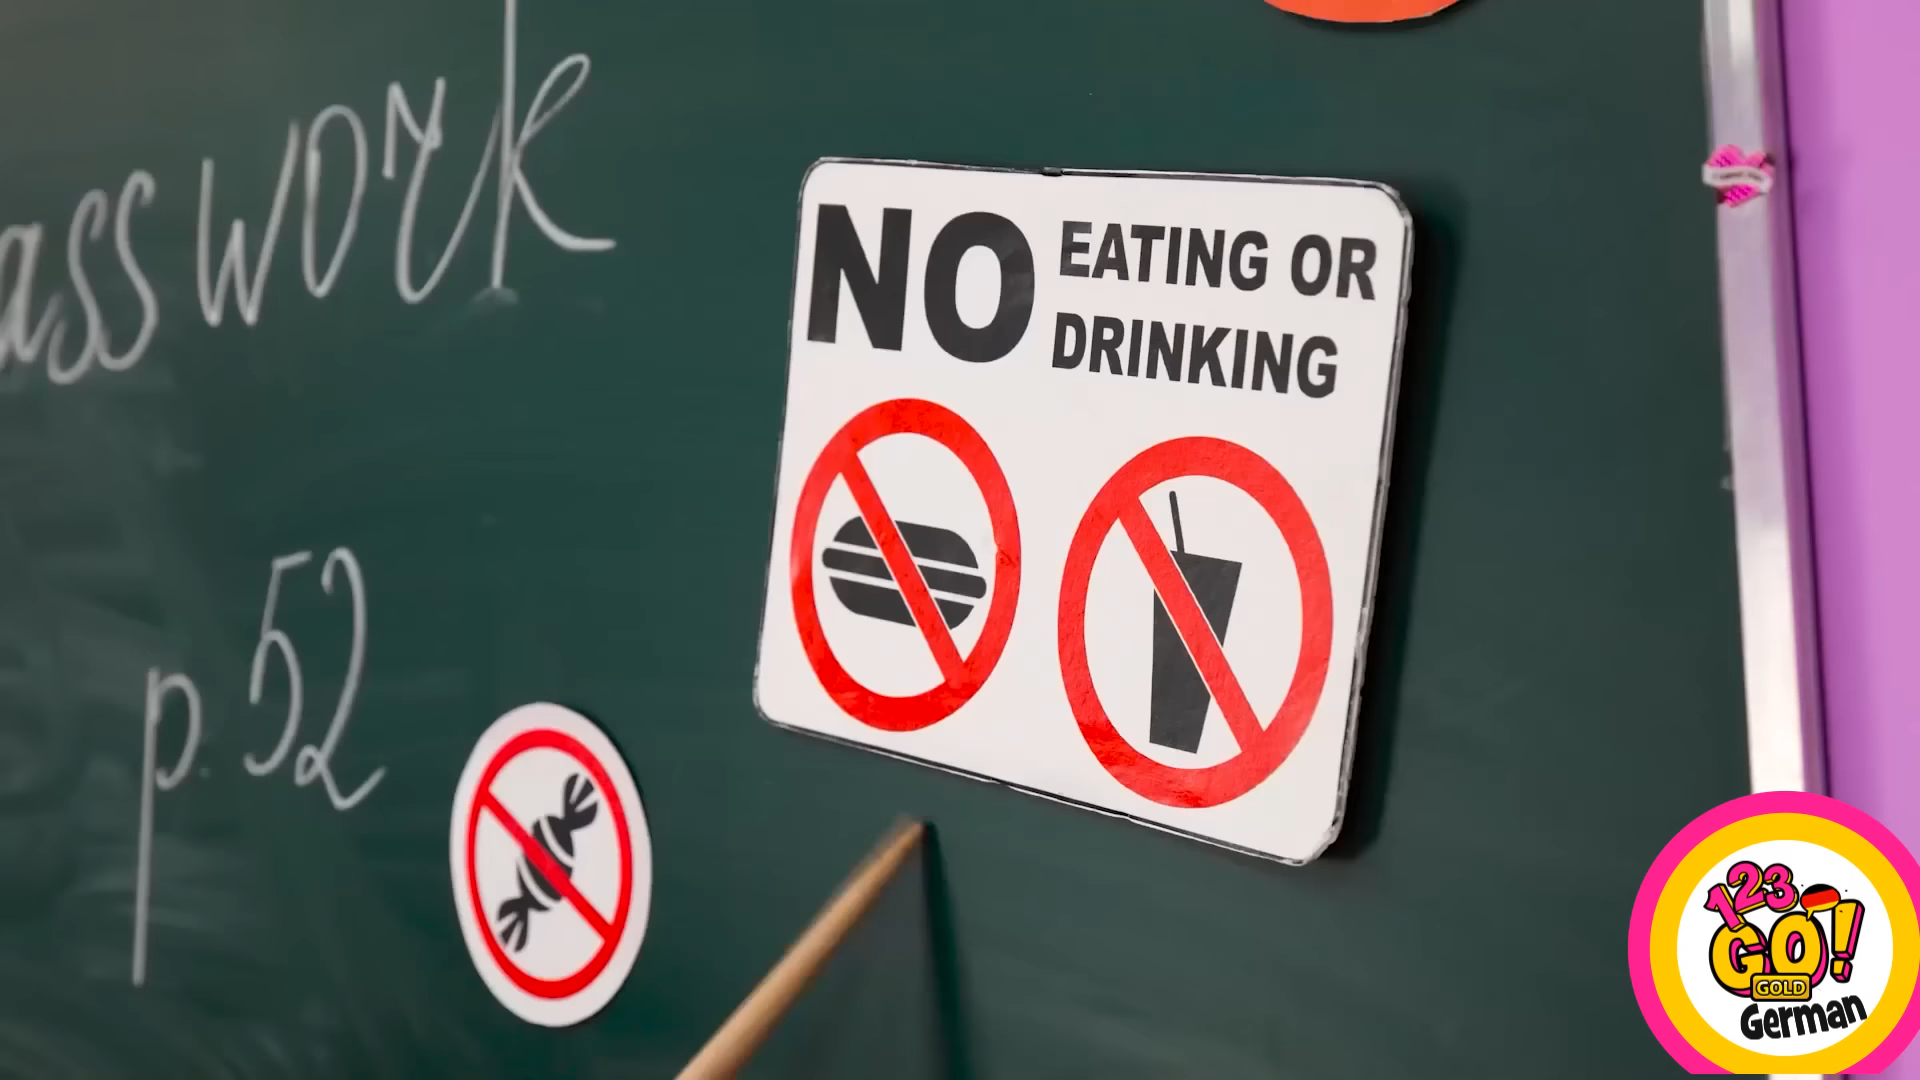 asswork
p. 52
NO EATING OR
DRINKING
123
GO!
GOLD
German